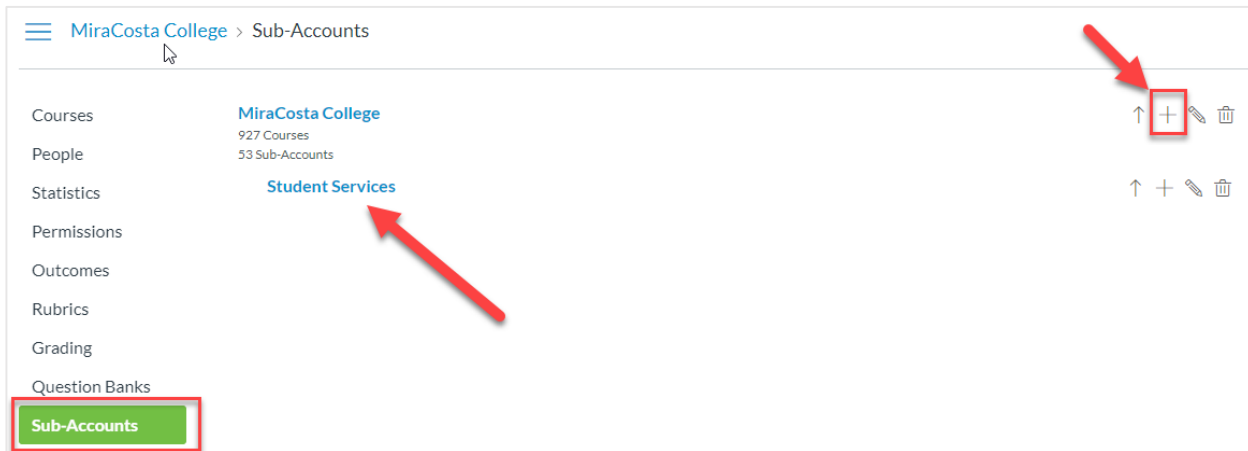 MiraCosta College > Sub-Accounts
Courses
People
Statistics
Permissions
Outcomes
Rubrics
Grading
Question Banks
Sub-Accounts
MiraCosta College
927 Courses
53 Sub-Accounts
Student Services